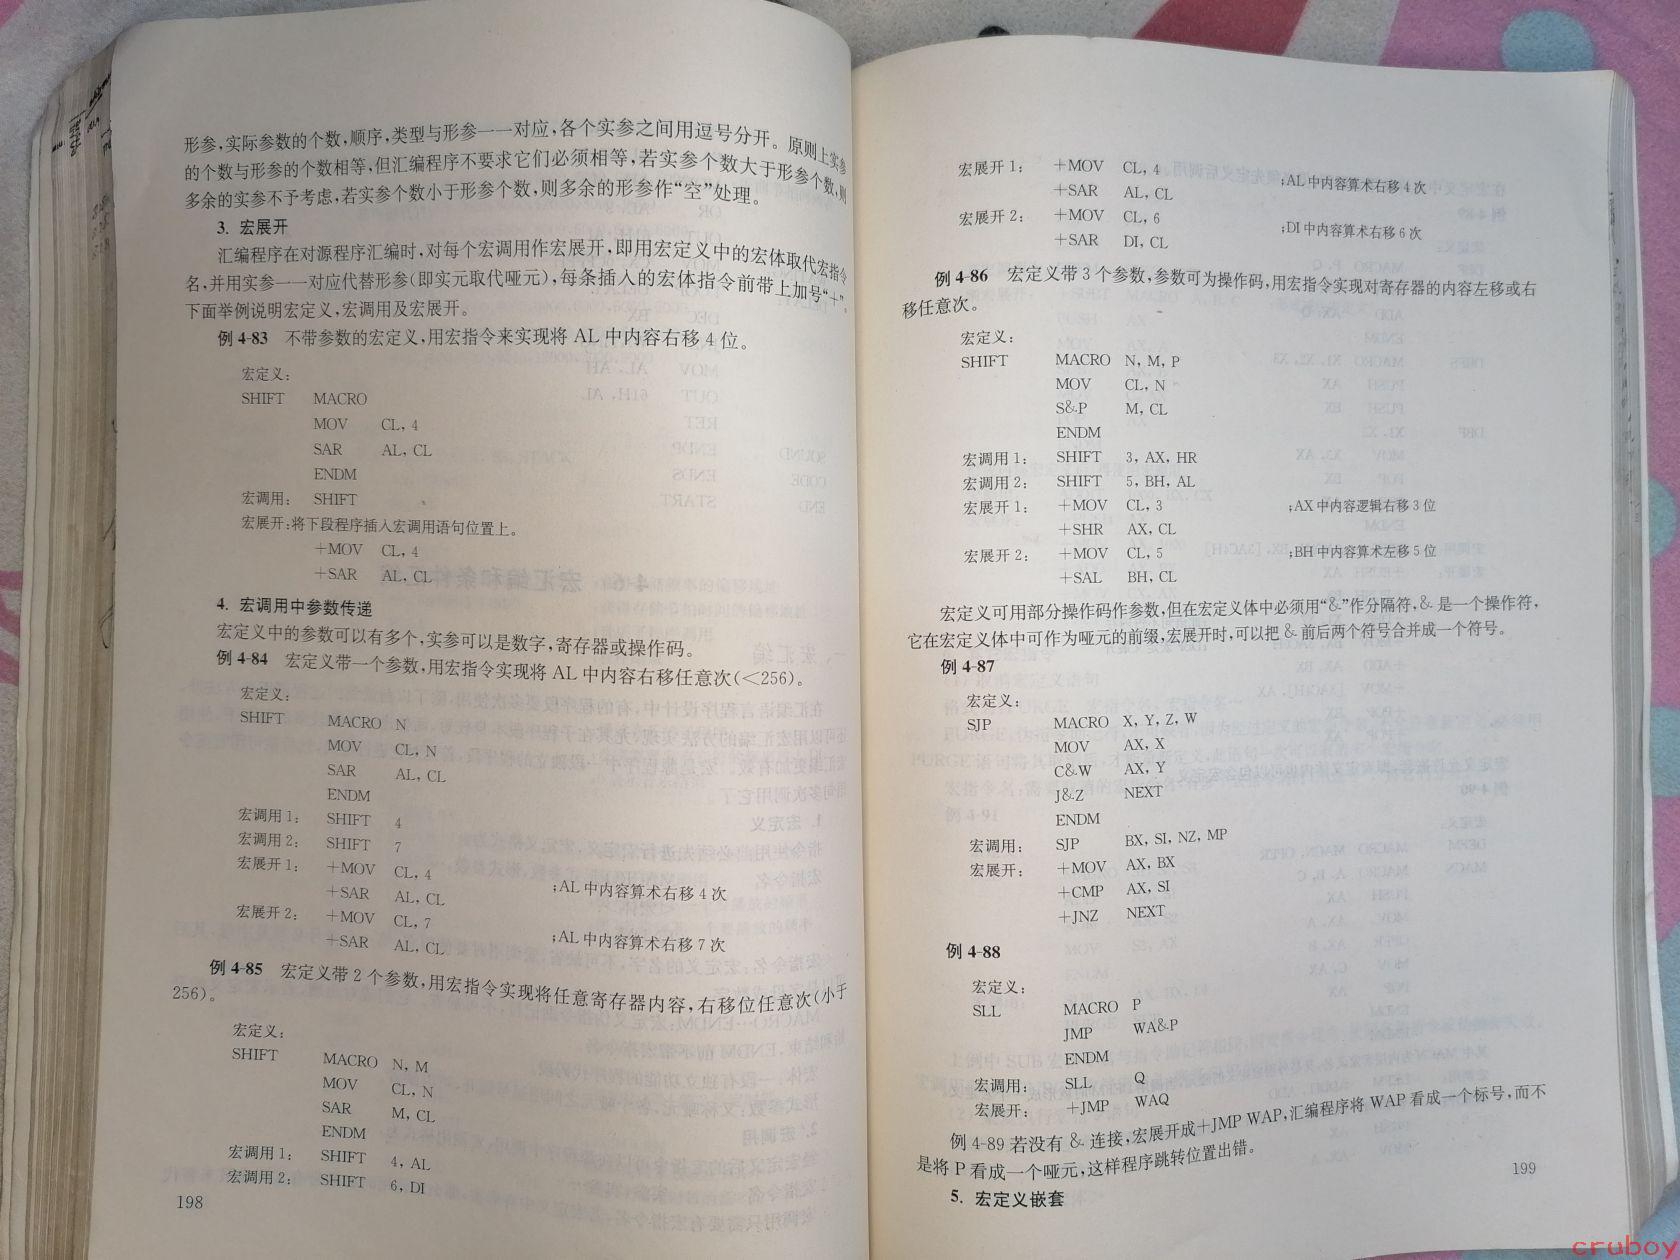 形参,实际参数的个数,顺序,类型与形参一一对应,各个实参之间用逗号分开。原则上实参
的个数与形参的个数相等,但汇编程序不要求它们必须相等,若实参个数大于形参个数,则
多余的实参不予考虑,若实参个数小于形参个数,则多余的形参作“空”处理。
3. 宏展开
汇编程序在对源程序汇编时,对每个宏调用作宏展开,即用宏定义中的宏体取代宏指令
名,并用实参一一对应代替形参(即实元取代哑元),每条插入的宏体指令前带上加号“+”。
下面举例说明宏定义,宏调用及宏展开。
例 4-83 不带参数的宏定义,用宏指令来实现将 AL 中内容右移 4 位。
宏定义:
SHIFT MACRO
MOV CL, 4
SAR AL, CL
ENDM
宏调用: SHIFT
宏展开:将下段程序插入宏调用语句位置上。
+MOV CL, 4
+SAR AL, CL
4. 宏调用中参数传递
宏定义中的参数可以有多个,实参可以是数字,寄存器或操作码。
例 4-84 宏定义带一个参数,用宏指令实现将 AL 中内容右移任意次(<256)。
宏定义:
SHIFT MACRO N
MOV CL, N
SAR AL, CL
ENDM
宏调用 1: SHIFT 4
宏调用 2: SHIFT 7
宏展开 1: +MOV CL, 4
+SAR AL, CL ;AL 中内容算术右移 4 次
宏展开 2: +MOV CL, 7
+SAR AL, CL ;AL 中内容算术右移 7 次
例 4-85 宏定义带 2 个参数,用宏指令实现将任意寄存器内容,右移位任意次(小于
256)。
宏定义:
SHIFT MACRO N, M
MOV CL, N
SAR M, CL
ENDM
宏调用 1: SHIFT 4, AL
宏调用 2: SHIFT 6, DI
198
宏展开 1: +MOV CL, 4
+SAR AL, CL ;AL 中内容算术右移 4 次
宏展开 2: +MOV CL, 6
+SAR DI, CL ;DI 中内容算术右移 6 次
例 4-86 宏定义带 3 个参数,参数可为操作码,用宏指令实现对寄存器的内容左移或右
移任意次。
宏定义:
SHIFT MACRO N, M, P
MOV CL, N
S&P M, CL
ENDM
宏调用 1: SHIFT 3, AX, HR
宏调用 2: SHIFT 5, BH, AL
宏展开 1: +MOV CL, 3 ;AX 中内容逻辑右移 3 位
+SHR AX, CL
宏展开 2: +MOV CL, 5 ;BH 中内容算术左移 5 位
+SAL BH, CL
宏定义可用部分操作码作参数,但在宏定义体中必须用“&”作分隔符,& 是一个操作符,
它在宏定义体中可作为哑元的前缀,宏展开时,可以把 & 前后两个符号合并成一个符号。
例 4-87
宏定义:
SJP MACRO X, Y, Z, W
MOV AX, X
C&W AX, Y
J&Z NEXT
ENDM
宏调用: SJP BX, SI, NZ, MP
宏展开: +MOV AX, BX
+CMP AX, SI
+JNZ NEXT
例 4-88
宏定义:
SLL MACRO P
JMP WA&P
ENDM
宏调用: SLL Q
宏展开: +JMP WAQ
例 4-89 若没有 & 连接,宏展开成+JMP WAP,汇编程序将 WAP 看成一个标号,而不
是将 P 看成一个哑元,这样程序跳转位置出错。
5. 宏定义嵌套
199
cruboy